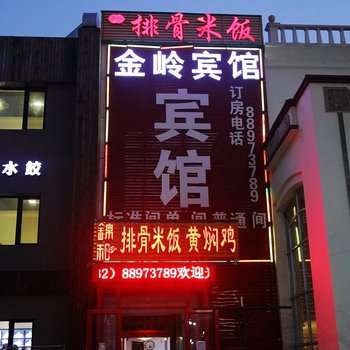 排骨米饭
金岭宾馆
宾馆
订房电话
88973789
水餃
标准间单 间普通间
排骨米饭 黄焖鸡
32) 88973789欢迎